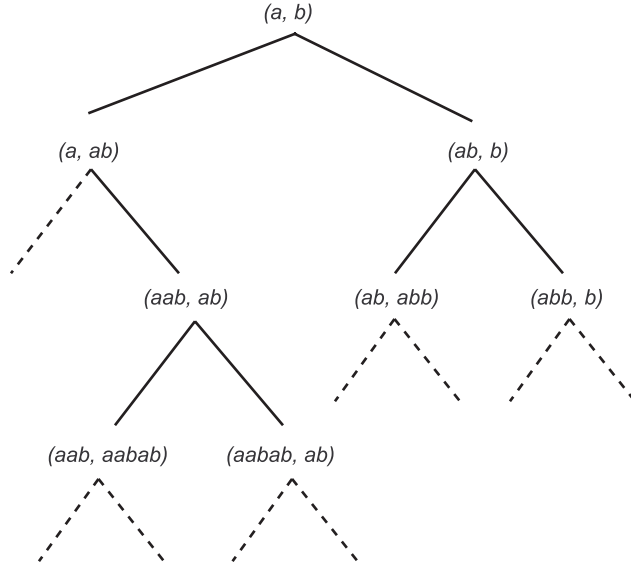 (a, b)
(a, ab)
(ab, b)
(aab, ab)
(ab, abb)
(abb, b)
(aab, aabab)
(aabab, ab)